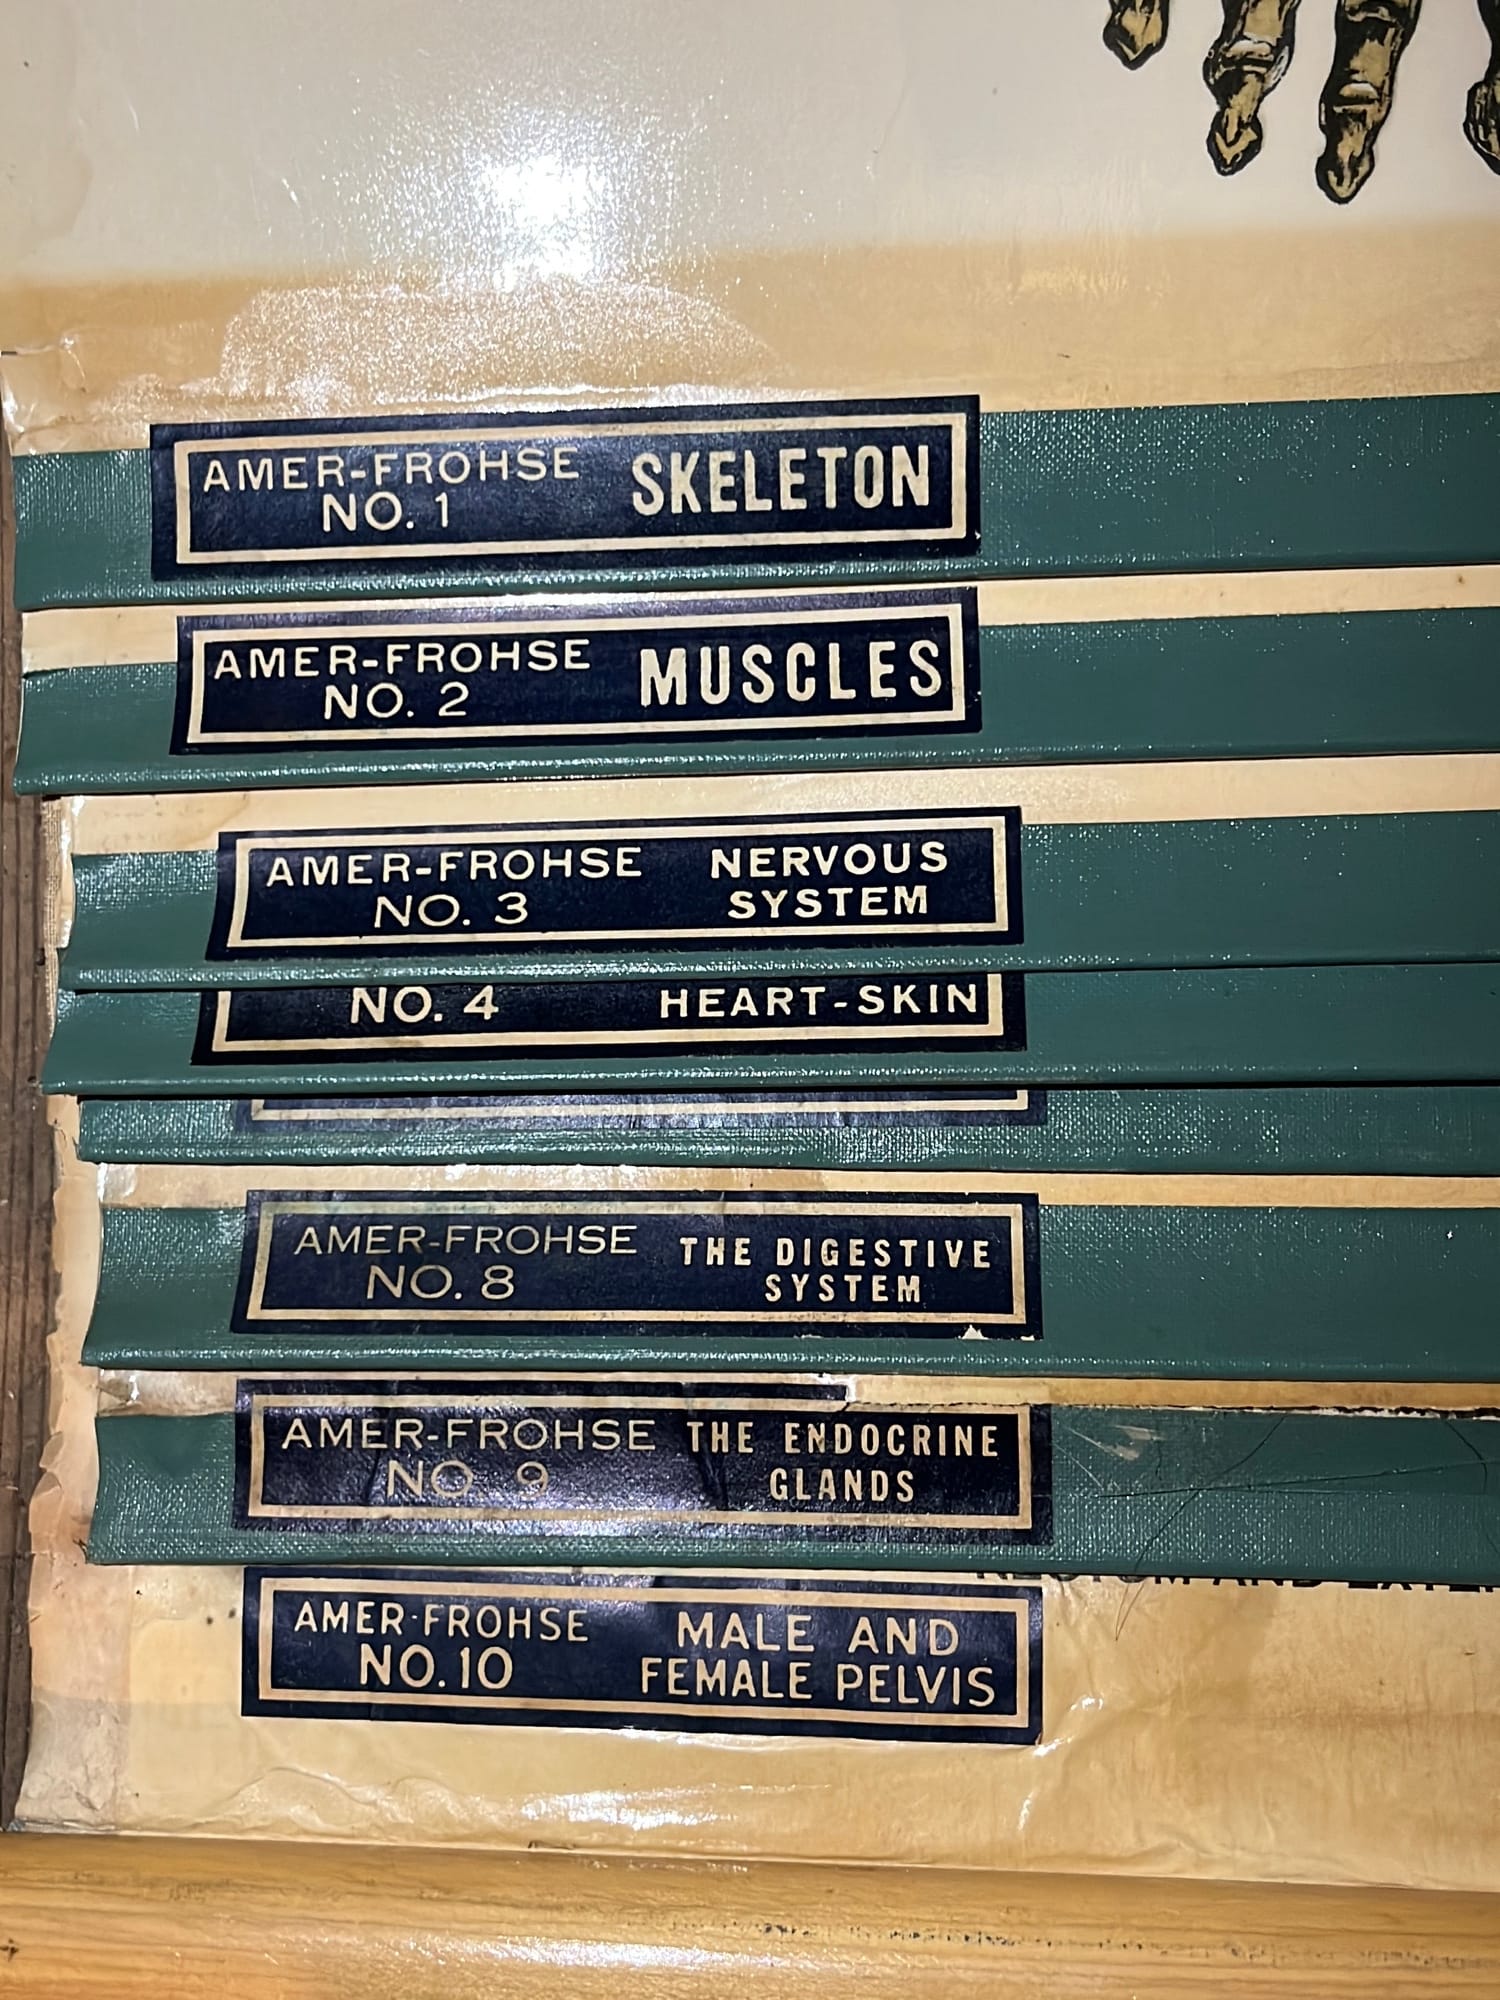 AMER-FROHSE SKELETON
NO. 1
AMER-FROHSE MUSCLES
NO. 2
AMER-FROHSE NERVOUS
NO. 3 SYSTEM
NO. 4 HEART-SKIN
AMER-FROHSE THE DIGESTIVE
NO. 8 SYSTEM
AMER-FROHSE THE ENDOCRINE
NO. 9 GLANDS
AMER-FROHSE MALE AND
NO. 10 FEMALE PELVIS